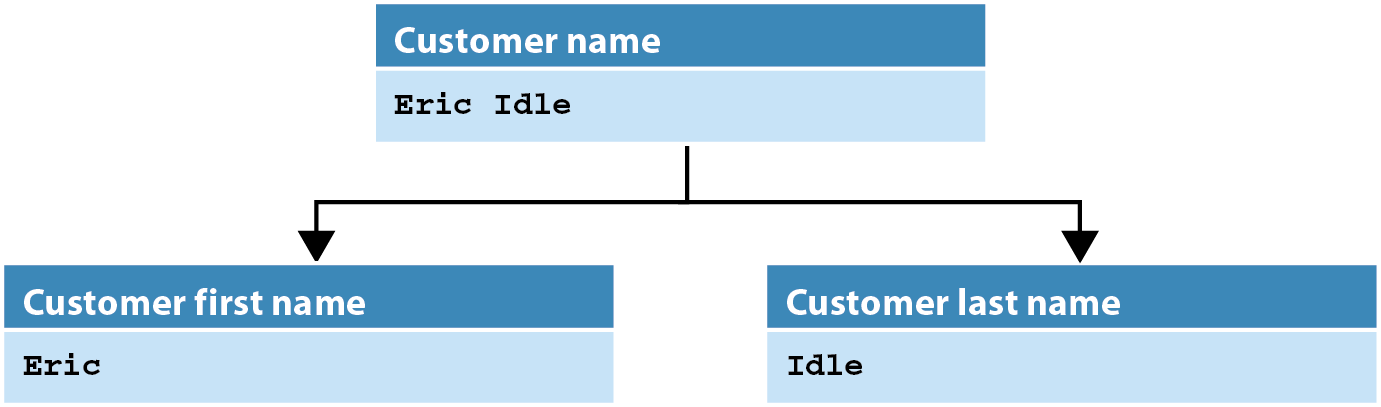 Customer name
Eric Idle
Customer first name
Eric
Customer last name
Idle